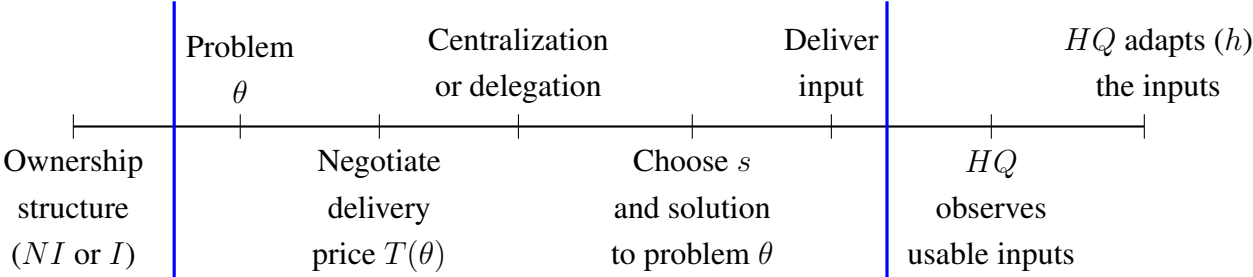 Problem
θ
Centralization
or delegation
Deliver
input
HQ adapts (h)
the inputs
Ownership
structure
(NI or I)
Negotiate
delivery
price T(θ)
Choose s
and solution
to problem θ
HQ
observes
usable inputs